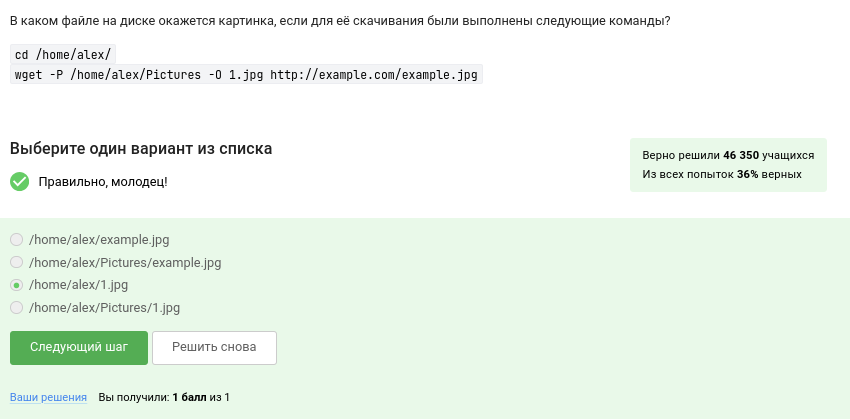 В каком файле на диске окажется картинка, если для её скачивания были выполнены следующие команды?
cd /home/alex/
wget -P /home/alex/Pictures -O 1.jpg http://example.com/example.jpg
Выберите один вариант из списка
Правильно, молодец!
Верно решили 46 350 учащихся
Из всех попыток 36% верных
/home/alex/example.jpg
/home/alex/Pictures/example.jpg
/home/alex/1.jpg
/home/alex/Pictures/1.jpg
Следующий шаг Решить снова
Ваши решения Вы получили: 1 балл из 1